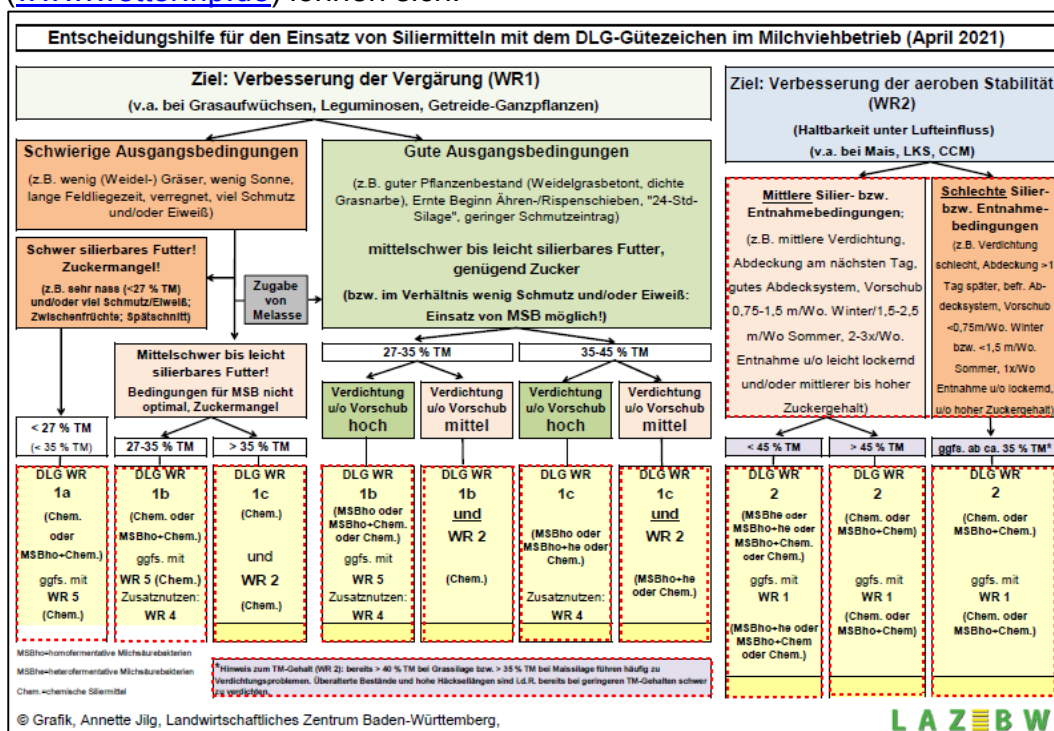 Entscheidungshilfe für den Einsatz von Siliermitteln mit dem DLG-Gütezeichen im Milchviehbetrieb (April 2021)
Ziel: Verbesserung der Vergärung (WR1)
(v.a. bei Grasaufwüchsen, Leguminosen, Getreide-Ganzpflanzen)
Ziel: Verbesserung der aeroben Stabilität
(WR2)
(Haltbarkeit unter Lufteinfluss)
(v.a. bei Mais, LKS, CCM)
Schwierige Ausgangsbedingungen
(z.B. wenig (Weidel-) Gräser, wenig Sonne,
lange Feldliegezeit, verregnet, viel Schmutz
und/oder Eiweiß)
Gute Ausgangsbedingungen
(z.B. guter Pflanzenbestand (Weidelgrasbetont, dichte
Grasnarbe), Ernte Beginn Ähren-/Rispenschieben, "24-Std-
Silage", geringer Schmutzeintrag)
mittelschwer bis leicht silierbares Futter,
genügend Zucker
(bzw. im Verhältnis wenig Schmutz und/oder Eiweiß:
Einsatz von MSB möglich!)
Schwer silierbares Futter!
Zuckermangel!
(z.B. sehr nass (<27 % TM)
und/oder viel Schmutz/Eiweiß;
Zwischenfrüchte; Spätschnitt)
Zugabe
von
Melasse
Mittelschwer bis leicht
silierbares Futter!
Bedingungen für MSB nicht
optimal, Zuckermangel
Mittlere Silier- bzw.
Entnahmebedingungen;
(z.B. mittlere Verdichtung,
Abdeckung am nächsten Tag,
gutes Abdecksystem, Vorschub
0,75-1,5 m/Wo. Winter/1,5-2,5
m/Wo Sommer, 2-3x/Wo.
Entnahme u/o leicht lockernd
und/oder mittlerer bis hoher
Zuckergehalt)
Schlechte Silier-
bzw. Entnahme-
bedingungen
(z.B. Verdichtung
schlecht, Abdeckung >1
Tag später, befr. Ab-
decksystem, Vorschub
<0,75m/Wo. Winter
bzw. <1,5 m/Wo.
Sommer, 1x/Wo
Entnahme u/o lockernd,
u/o hoher Zuckergehalt)
27-35 % TM
35-45 % TM
Verdichtung
u/o Vorschub
hoch
Verdichtung
u/o Vorschub
mittel
Verdichtung
u/o Vorschub
hoch
Verdichtung
u/o Vorschub
mittel
< 27 % TM
(< 35 % TM)
27-35 % TM
> 35 % TM
< 45 % TM
> 45 % TM
ggfs. ab ca. 35 % TM*
DLG WR
1a
(Chem.
oder
MSBho+Chem.)
ggfs. mit
WR 5
(Chem.)
DLG WR
1b
(Chem. oder
MSBho+Chem.)
ggfs. mit
WR 5 (Chem.)
Zusatznutzen:
WR 4
DLG WR
1c
(Chem.)
und
WR 2
(Chem.)
DLG WR
1b
(MSBho oder
MSBho+Chem.
oder Chem.)
ggfs. mit
WR 5
Zusatznutzen:
WR 4
DLG WR
1b
und
WR 2
(Chem.)
DLG WR
1c
(MSBho oder
MSBho+he oder
Chem.)
Zusatznutzen:
WR 4
DLG WR
1c
und
WR 2
(MSBho+he
oder Chem.)
DLG WR
2
(MSBhe oder
MSBho+he oder
MSBho+Chem.
oder Chem.)
ggfs. mit
WR 1
(MSBho+he oder
MSBho+Chem
oder Chem.)
DLG WR
2
(Chem. oder
MSBho+Chem)
ggfs. mit
WR 1
(Chem. oder
MSBho+Chem)
DLG WR
2
(Chem. oder
MSBho+Chem.)
ggfs. mit
WR 1
(Chem. oder
MSBho+Chem.)
MSBho=homofermentative Milchsäurebakterien
MSBhe=heterofermentative Milchsäurebakterien
Chem.=chemische Siliermittel
*Hinweis zum TM-Gehalt (WR 2): bereits > 40 % TM bei Grassilage bzw. > 35 % TM bei Maissilage führen häufig zu
Verdichtungsproblemen. Überalterte Bestände und hohe Häcksellängen sind i.d.R. bereits bei geringeren TM-Gehalten schwer
zu verdichten.
© Grafik, Annette Jilg, Landwirtschaftliches Zentrum Baden-Württemberg,
LAZBW